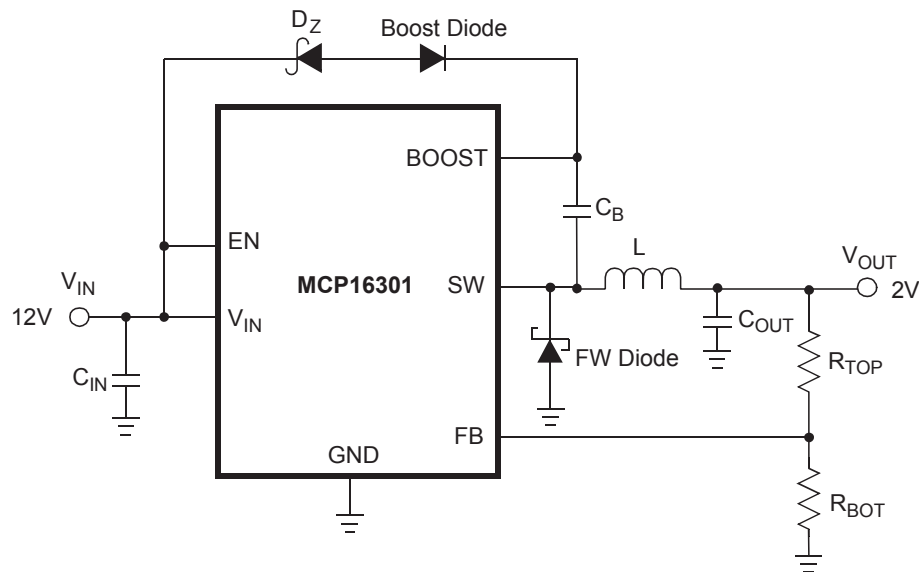 D_Z
Boost Diode
BOOST
C_B
EN
L
V_IN
MCP16301
SW
V_OUT
12V
V_IN
2V
C_OUT
C_IN
FW Diode
R_TOP
FB
GND
R_BOT